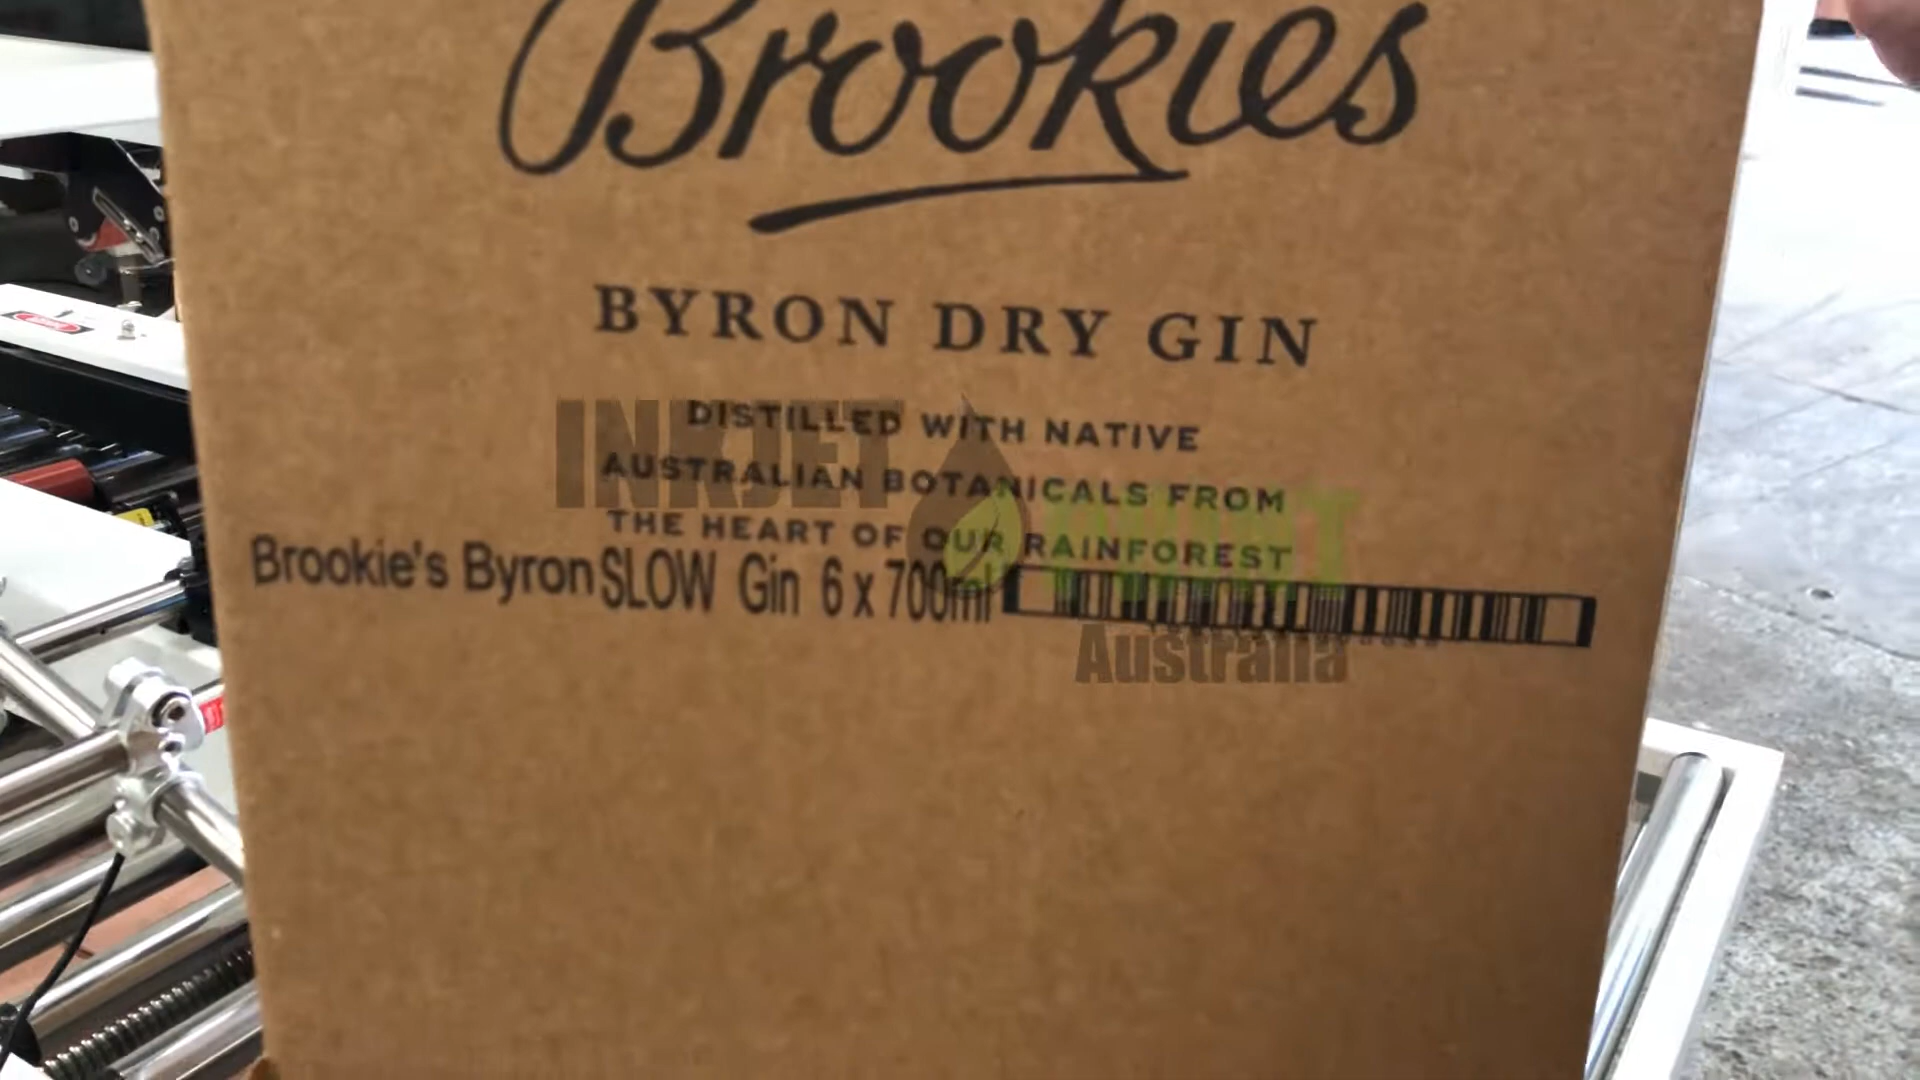 Brookies
BYRON DRY GIN
DISTILLED WITH NATIVE
AUSTRALIAN BOTANICALS FROM
THE HEART OF OUR RAINFOREST
Brookie's Byron SLOW Gin 6 x 700ml
INKJET
Australia